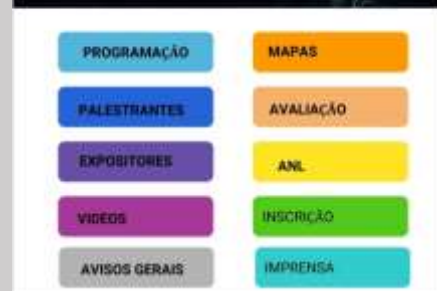 PROGRAMAÇÃO
MAPAS
PALESTRANTES
AVALIAÇÃO
EXPOSITORES
ANL
VIDEOS
INSCRIÇÃO
AVISOS GERAIS
IMPRENSA